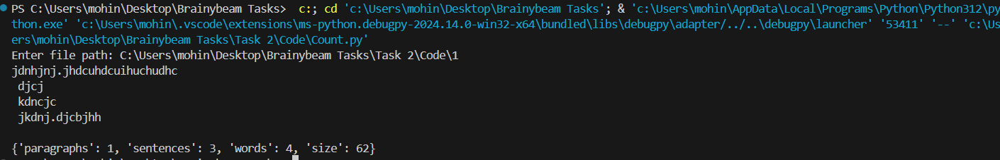 PS C:\Users\mohin\Desktop\Brainybeam Tasks>  c:; cd 'c:\Users\mohin\Desktop\Brainybeam Tasks'; & 'c:\Users\mohin\AppData\Local\Programs\Python\Python312\py
thon.exe' 'c:\Users\mohin\.vscode\extensions\ms-python.debugpy-2024.14.0-win32-x64\bundled\libs\debugpy\adapter/../..\debugpy\launcher' '53411' '--' 'c:\Us
ers\mohin\Desktop\Brainybeam Tasks\Task 2\Code\Count.py'
Enter file path: C:\Users\mohin\Desktop\Brainybeam Tasks\Task 2\Code\1
jdnhjnj.jhdcuhdcuihuchudhc
 djcj
 kdncjc
 jkdnj.djcbjhh

{'paragraphs': 1, 'sentences': 3, 'words': 4, 'size': 62}